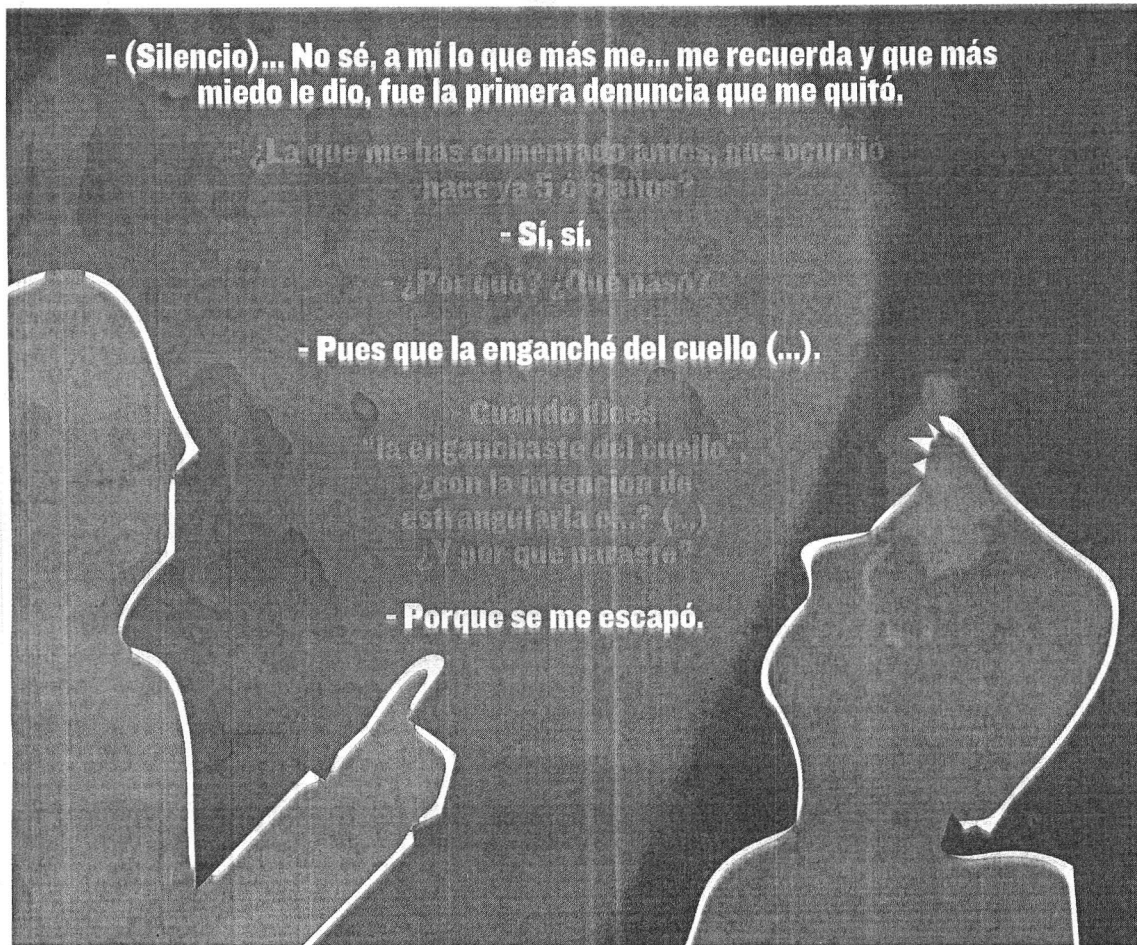 - (Silencio)... No sé, a mí lo que más me... me recuerda y que más
miedo le dio, fue la primera denuncia que me quitó.
- ¿La que me has comentado antes, que ocurrió
hace ya 5 ó 6 años?
- Sí, sí.
- ¿Por qué? ¿Qué pasó?
- Pues que la enganché del cuello (...).
- Cuando dices
"la enganchaste del cuello",
¿con la intención de
estrangularla o...? (...)
¿Y por qué paraste?
- Porque se me escapó.